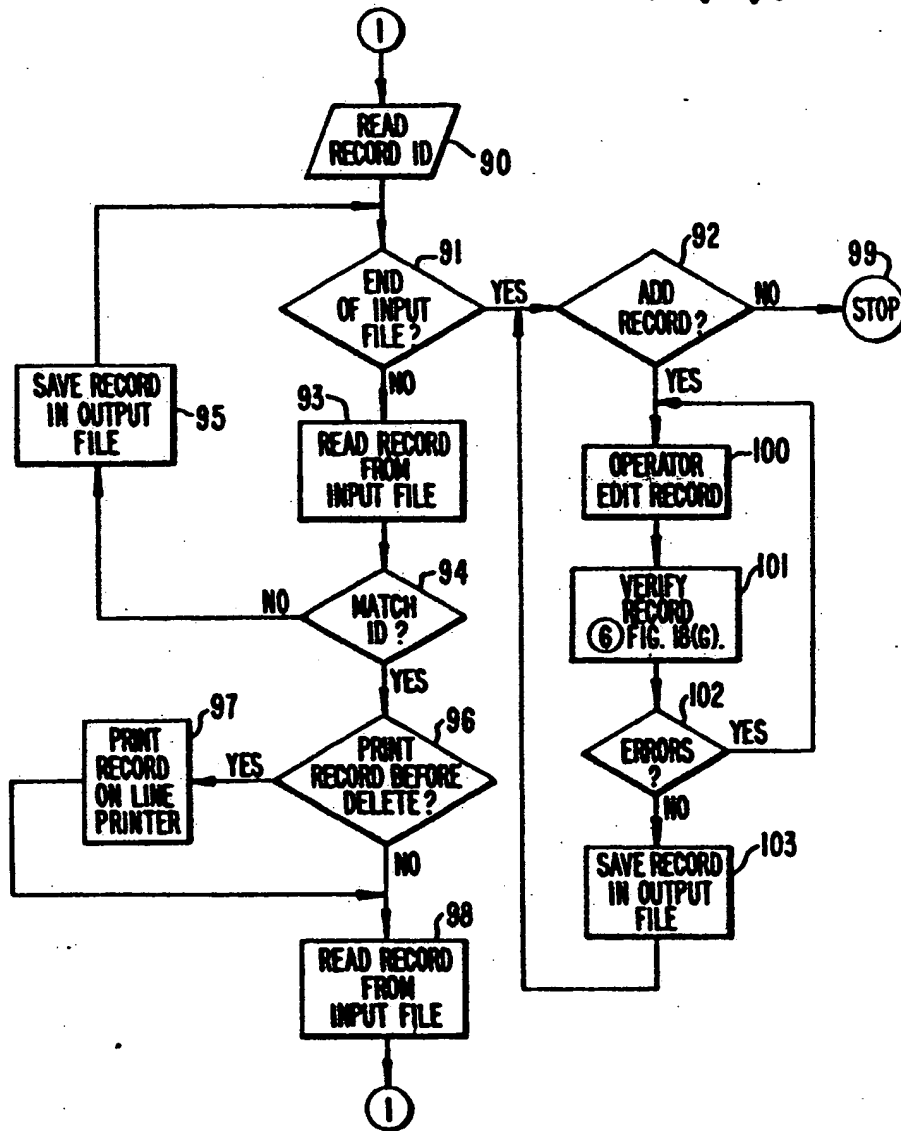 1
READ
RECORD ID
90
91
END
OF INPUT
FILE?
YES
NO
92
ADD
RECORD?
NO
YES
99
STOP
93
READ RECORD
FROM
INPUT FILE
SAVE RECORD
IN OUTPUT
FILE
95
94
MATCH
ID?
NO
YES
96
PRINT
RECORD BEFORE
DELETE?
YES
NO
97
PRINT
RECORD
ON LINE
PRINTER
98
READ RECORD
FROM
INPUT FILE
1
100
OPERATOR
EDIT RECORD
101
VERIFY
RECORD
6 FIG. 18(G).
102
ERRORS
?
YES
NO
103
SAVE RECORD
IN OUTPUT
FILE